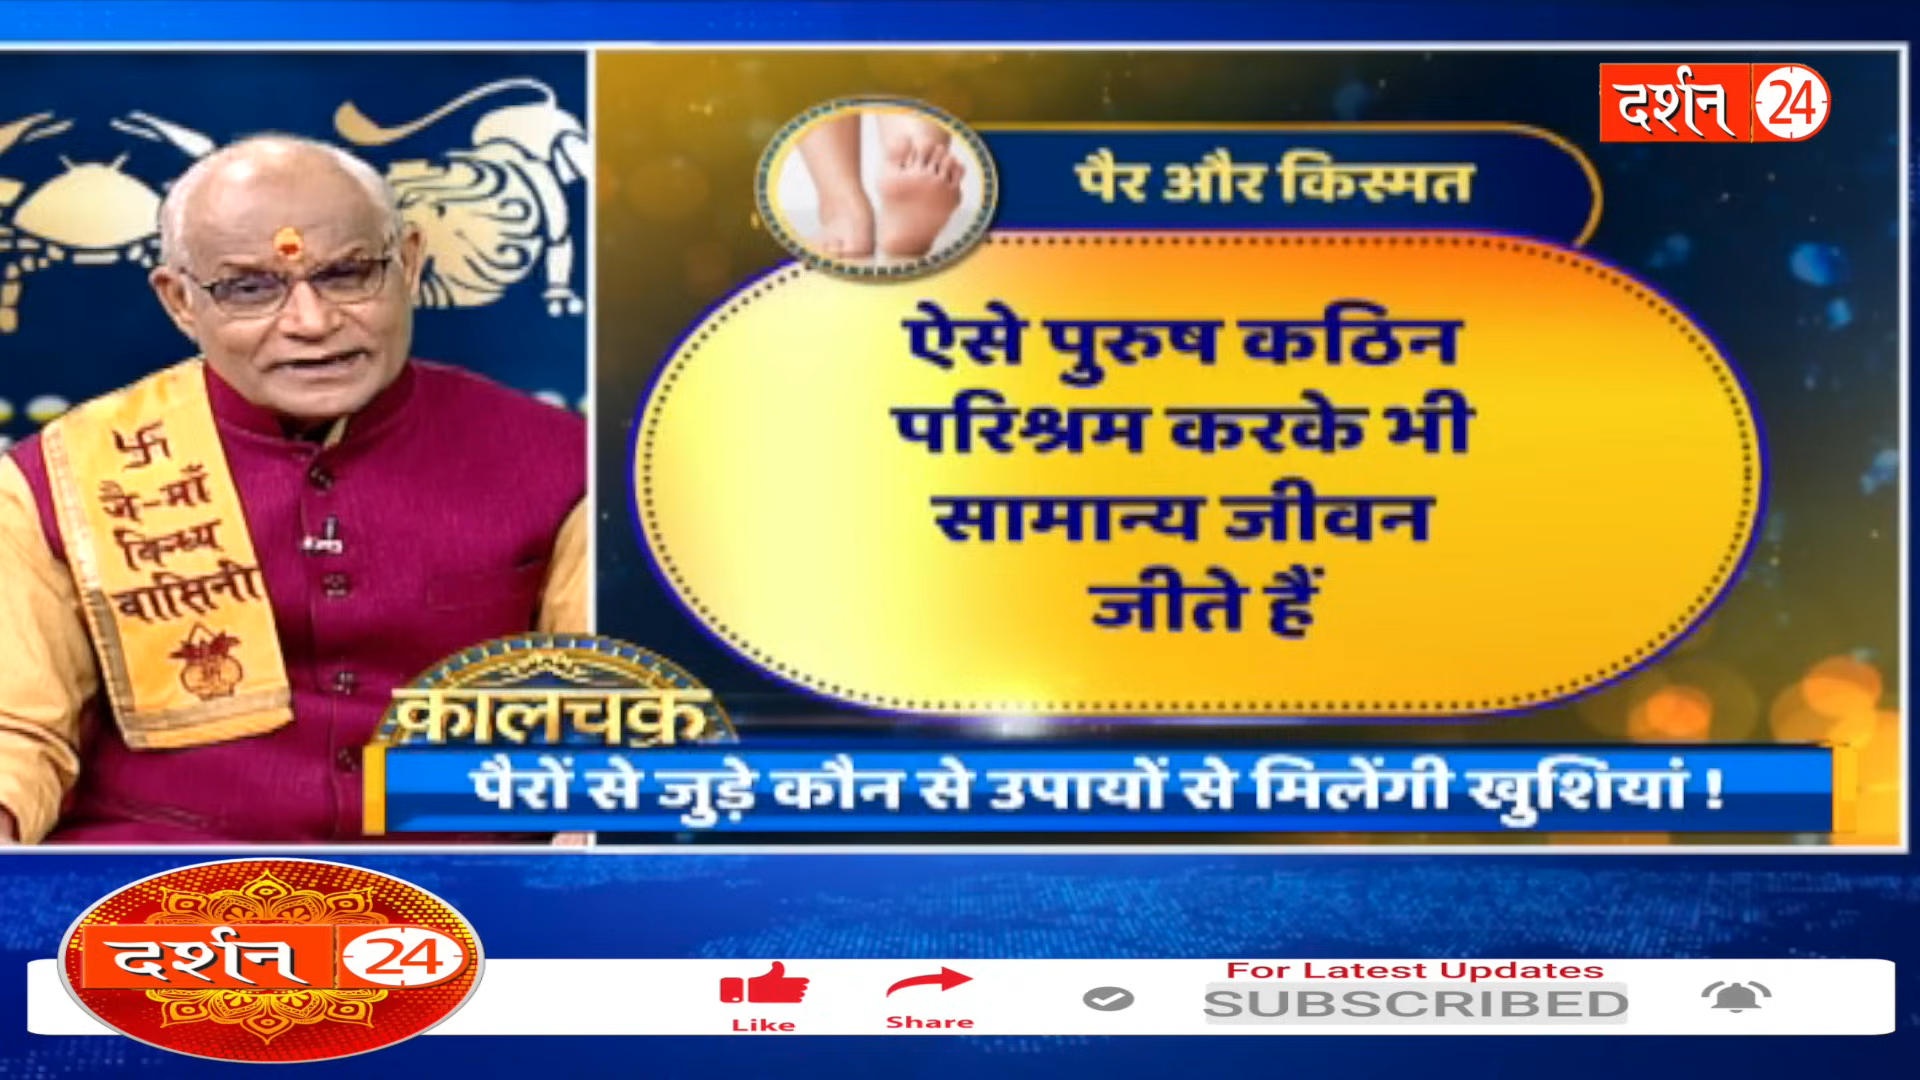 दर्शन 24
पैर और किस्मत
ऐसे पुरुष कठिन
परिश्रम करके भी
सामान्य जीवन
जीते हैं
卐
जै-माँ
विन्ध्य
वासिनी
कालचक्र
पैरों से जुड़े कौन से उपायों से मिलेंगी खुशियां !
दर्शन 24
Like
Share
For Latest Updates
SUBSCRIBED